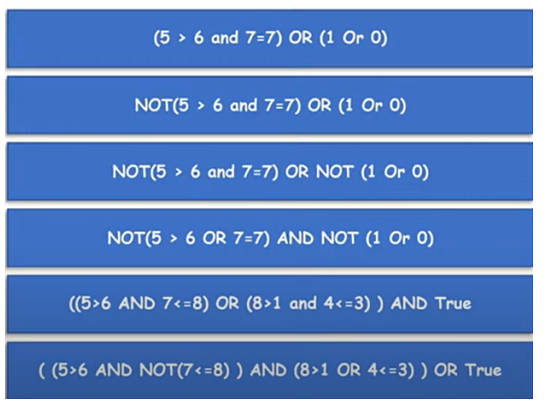 (5 > 6 and 7=7) OR (1 Or 0)
NOT(5 > 6 and 7=7) OR (1 Or 0)
NOT(5 > 6 and 7=7) OR NOT (1 Or 0)
NOT(5 > 6 OR 7=7) AND NOT (1 Or 0)
((5>6 AND 7<=8) OR (8>1 and 4<=3) ) AND True
( (5>6 AND NOT(7<=8) ) AND (8>1 OR 4<=3) ) OR True